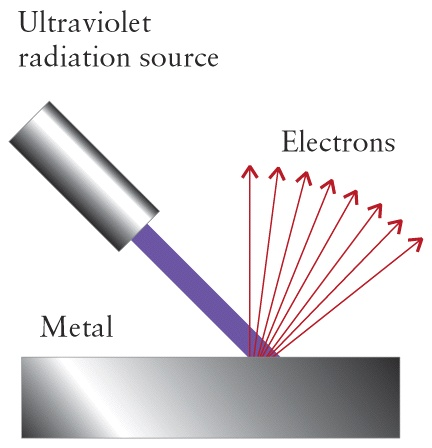 Ultraviolet
radiation source
Electrons
Metal